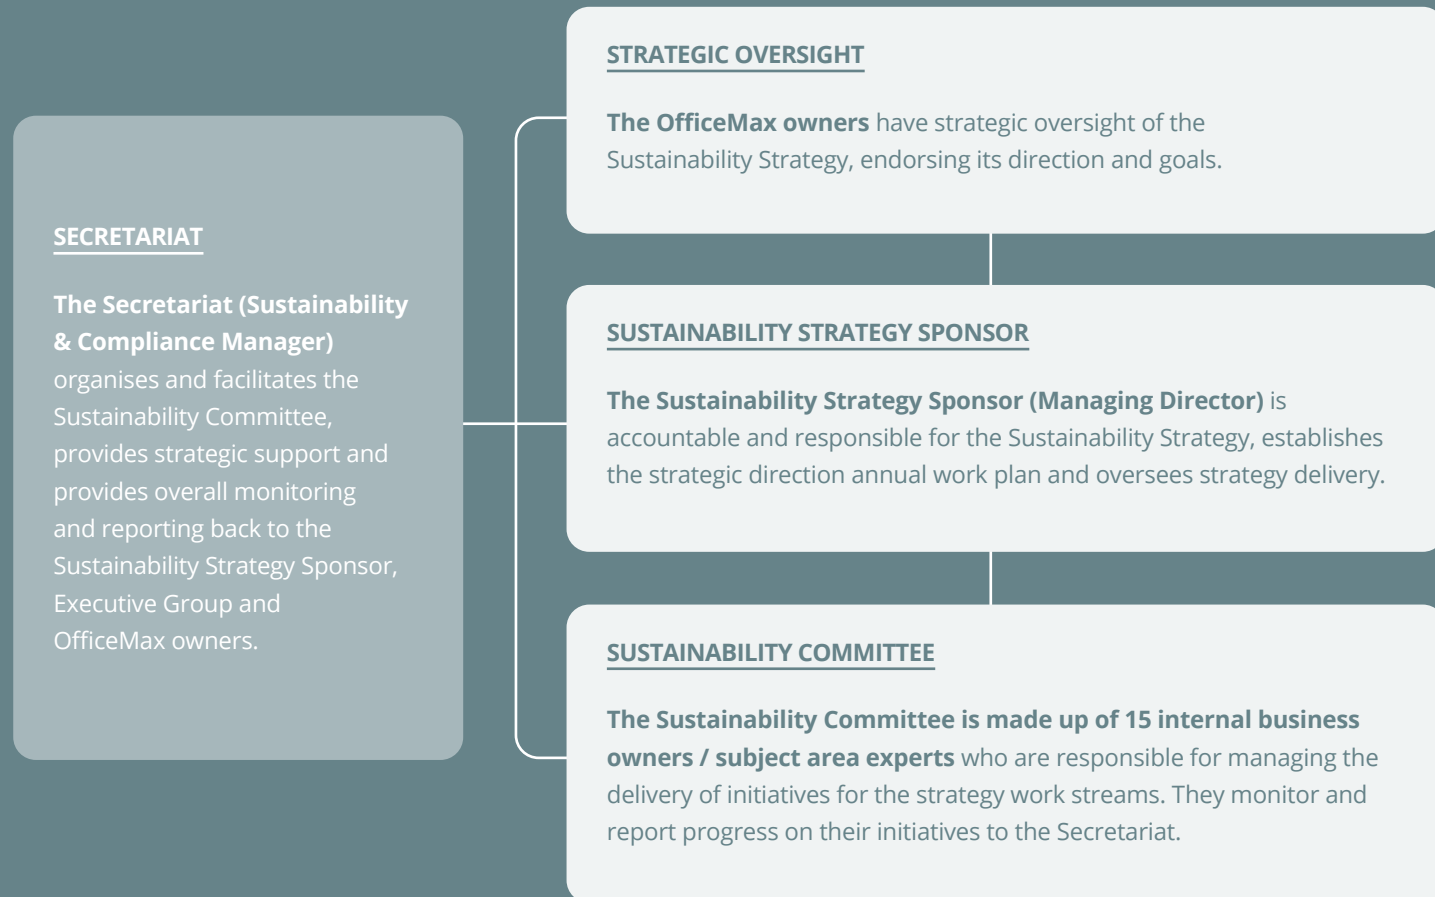 SECRETARIAT
The Secretariat (Sustainability
& Compliance Manager)
organises and facilitates the
Sustainability Committee,
provides strategic support and
provides overall monitoring
and reporting back to the
Sustainability Strategy Sponsor,
Executive Group and
OfficeMax owners.
STRATEGIC OVERSIGHT
The OfficeMax owners have strategic oversight of the
Sustainability Strategy, endorsing its direction and goals.
SUSTAINABILITY STRATEGY SPONSOR
The Sustainability Strategy Sponsor (Managing Director) is
accountable and responsible for the Sustainability Strategy, establishes
the strategic direction annual work plan and oversees strategy delivery.
SUSTAINABILITY COMMITTEE
The Sustainability Committee is made up of 15 internal business
owners / subject area experts who are responsible for managing the
delivery of initiatives for the strategy work streams. They monitor and
report progress on their initiatives to the Secretariat.